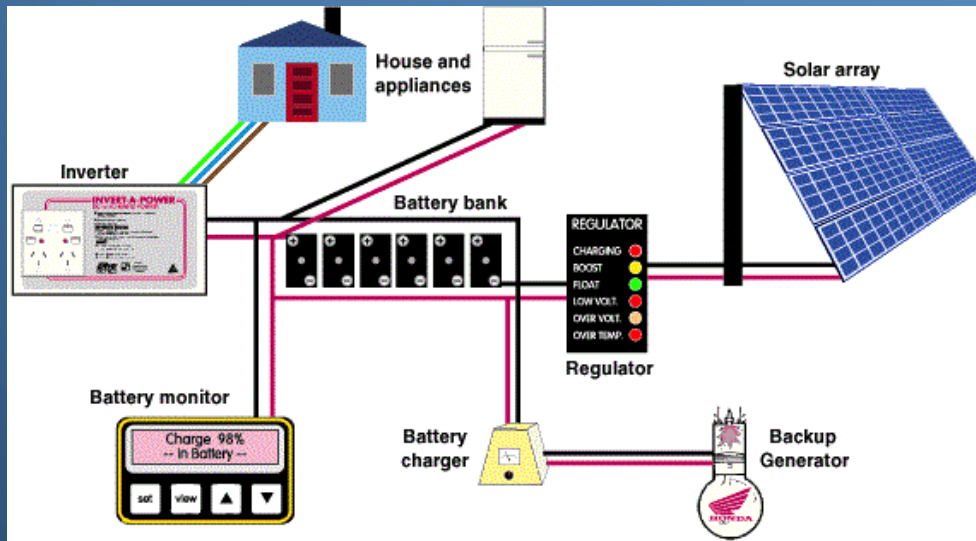 House and
appliances
Solar array
Inverter
INVERT-A-POWER
Battery bank
REGULATOR
CHARGING
BOOST
FLOAT
LOW VOLT.
OVER VOLT.
OVER TEMP.
Regulator
Battery monitor
Charge 98%
-- In Battery --
set
view
Battery
charger
Backup
Generator
HONDA